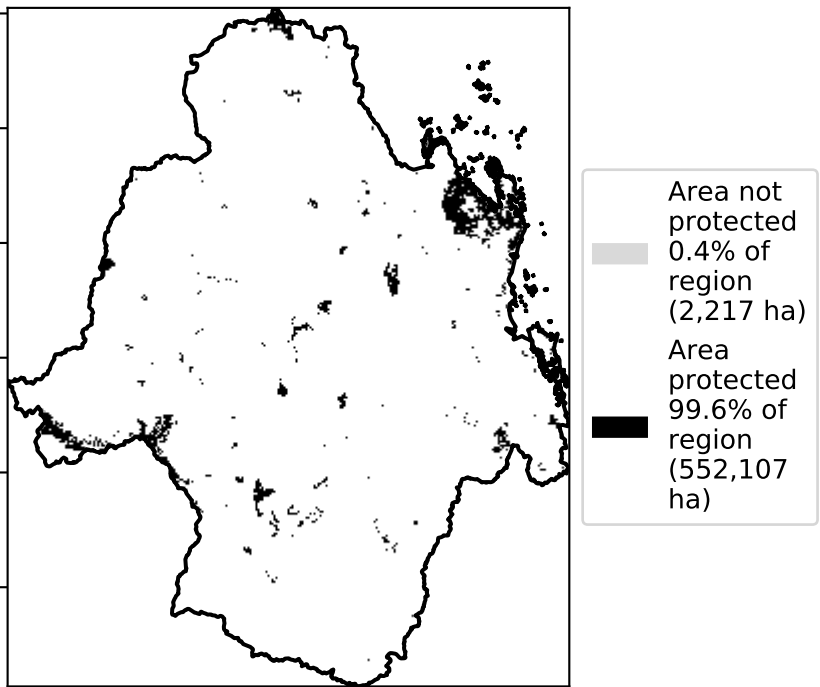 Area not
protected
0.4% of
region
(2,217 ha)
Area
protected
99.6% of
region
(552,107
ha)